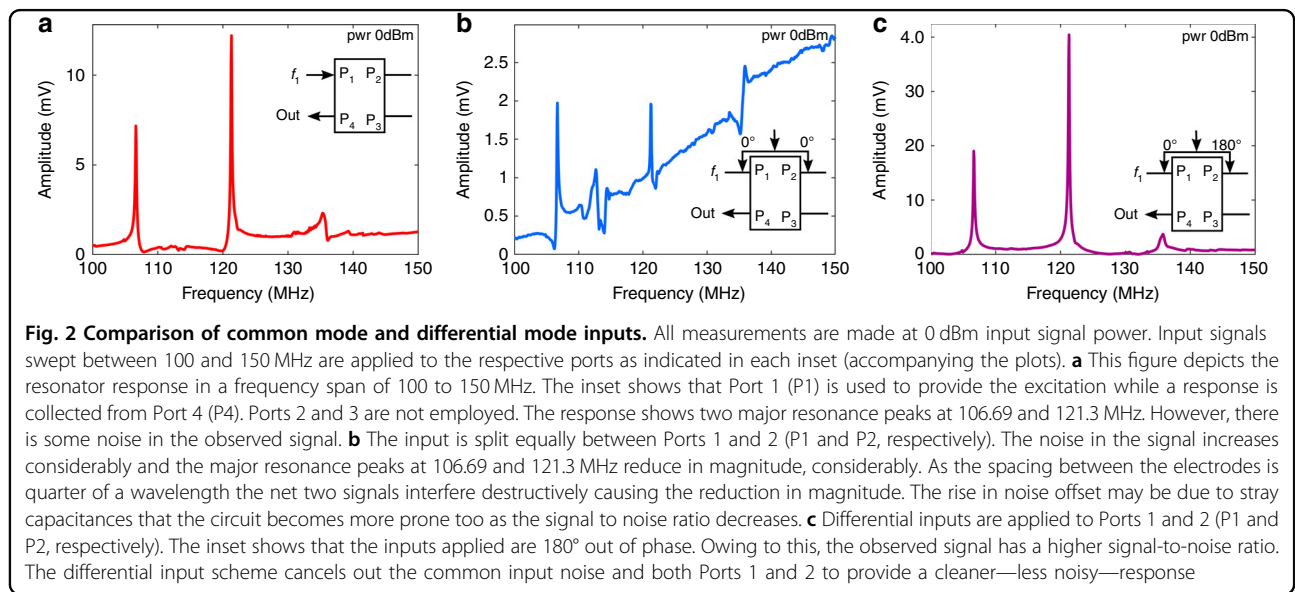 a
pwr 0dBm
10
5
0
Amplitude (mV)
f1
P1 P2
Out
P4 P3
100 110 120 130 140 150
Frequency (MHz)
b
pwr 0dBm
2.5
2
1.5
1
0.5
0
Amplitude (mV)
0° 0°
f1
P1 P2
Out
P4 P3
100 110 120 130 140 150
Frequency (MHz)
c
pwr 0dBm
4.0
30
20
10
0
Amplitude (mV)
0° 180°
f1
P1 P2
Out
P4 P3
100 110 120 130 140 150
Frequency (MHz)
Fig. 2 Comparison of common mode and differential mode inputs. All measurements are made at 0 dBm input signal power. Input signals
swept between 100 and 150 MHz are applied to the respective ports as indicated in each inset (accompanying the plots). a This figure depicts the
resonator response in a frequency span of 100 to 150 MHz. The inset shows that Port 1 (P1) is used to provide the excitation while a response is
collected from Port 4 (P4). Ports 2 and 3 are not employed. The response shows two major resonance peaks at 106.69 and 121.3 MHz. However, there
is some noise in the observed signal. b The input is split equally between Ports 1 and 2 (P1 and P2, respectively). The noise in the signal increases
considerably and the major resonance peaks at 106.69 and 121.3 MHz reduce in magnitude, considerably. As the spacing between the electrodes is
quarter of a wavelength the net two signals interfere destructively causing the reduction in magnitude. The rise in noise offset may be due to stray
capacitances that the circuit becomes more prone too as the signal to noise ratio decreases. c Differential inputs are applied to Ports 1 and 2 (P1 and
P2, respectively). The inset shows that the inputs applied are 180° out of phase. Owing to this, the observed signal has a higher signal-to-noise ratio.
The differential input scheme cancels out the common input noise and both Ports 1 and 2 to provide a cleaner—less noisy—response